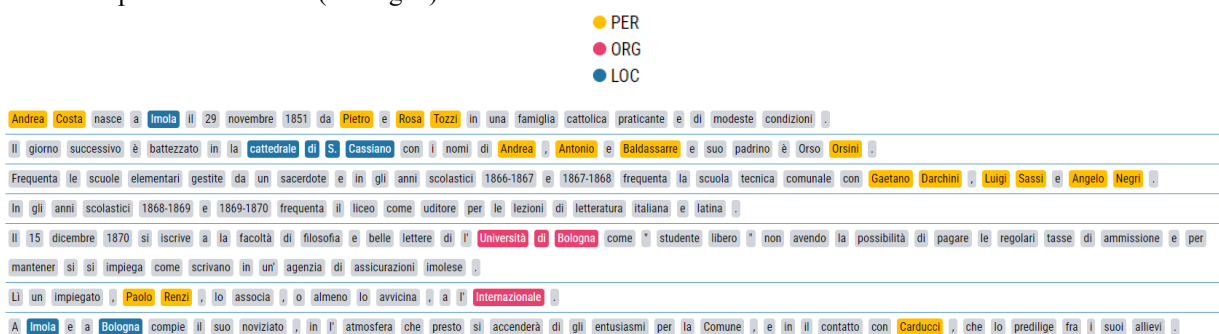 PER
ORG
LOC
Andrea Costa nasce a Imola il 29 novembre 1851 da Pietro e Rosa Tozzi in una famiglia cattolica praticante e di modeste condizioni .
Il giorno successivo è battezzato in la cattedrale di S. Cassiano con i nomi di Andrea , Antonio e Baldassarre e suo padrino è Orso Orsini .
Frequenta le scuole elementari gestite da un sacerdote e in gli anni scolastici 1866-1867 e 1867-1868 frequenta la scuola tecnica comunale con Gaetano Darchini , Luigi Sassi e Angelo Negri .
In gli anni scolastici 1868-1869 e 1869-1870 frequenta il liceo come uditore per le lezioni di letteratura italiana e latina .
Il 15 dicembre 1870 si iscrive a la facoltà di filosofia e belle lettere di l' Università di Bologna come " studente libero " non avendo la possibilità di pagare le regolari tasse di ammissione e per
mantener si si impiega come scrivano in un' agenzia di assicurazioni imolese .
Lì un impiegato , Paolo Renzi , lo associa , o almeno lo avvicina , a l' Internazionale .
A Imola e a Bologna compie il suo noviziato , in l' atmosfera che presto si accenderà di gli entusiasmi per la Comune , e in il contatto con Carducci , che lo predilige fra i suoi allievi .